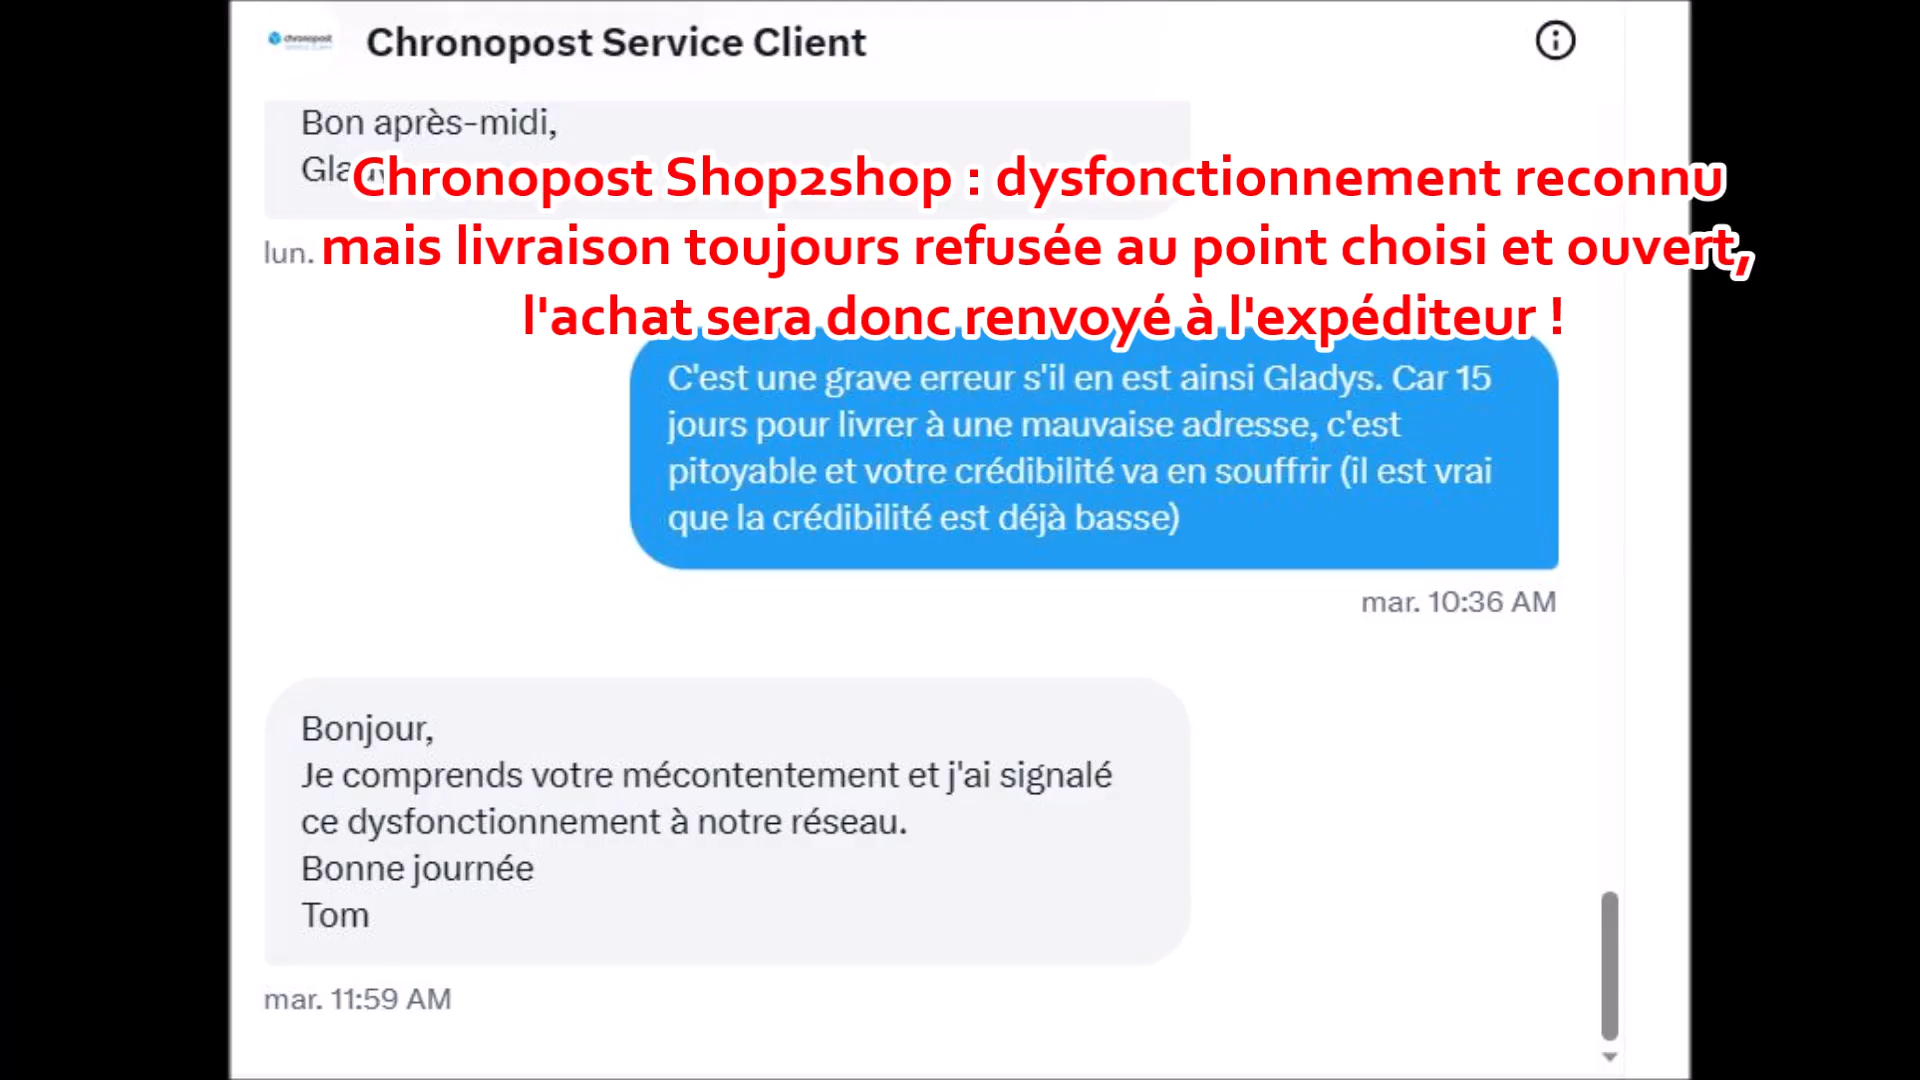 chronopost
Chronopost Service Client
Bon après-midi,
Chronopost Shop2shop : dysfonctionnement reconnu
lun.
mais livraison toujours refusée au point choisi et ouvert,
l'achat sera donc renvoyé à l'expéditeur !
C'est une grave erreur s'il en est ainsi Gladys. Car 15
jours pour livrer à une mauvaise adresse, c'est
pitoyable et votre crédibilité va en souffrir (il est vrai
que la crédibilité est déjà basse)
mar. 10:36 AM
Bonjour,
Je comprends votre mécontentement et j'ai signalé
ce dysfonctionnement à notre réseau.
Bonne journée
Tom
mar. 11:59 AM